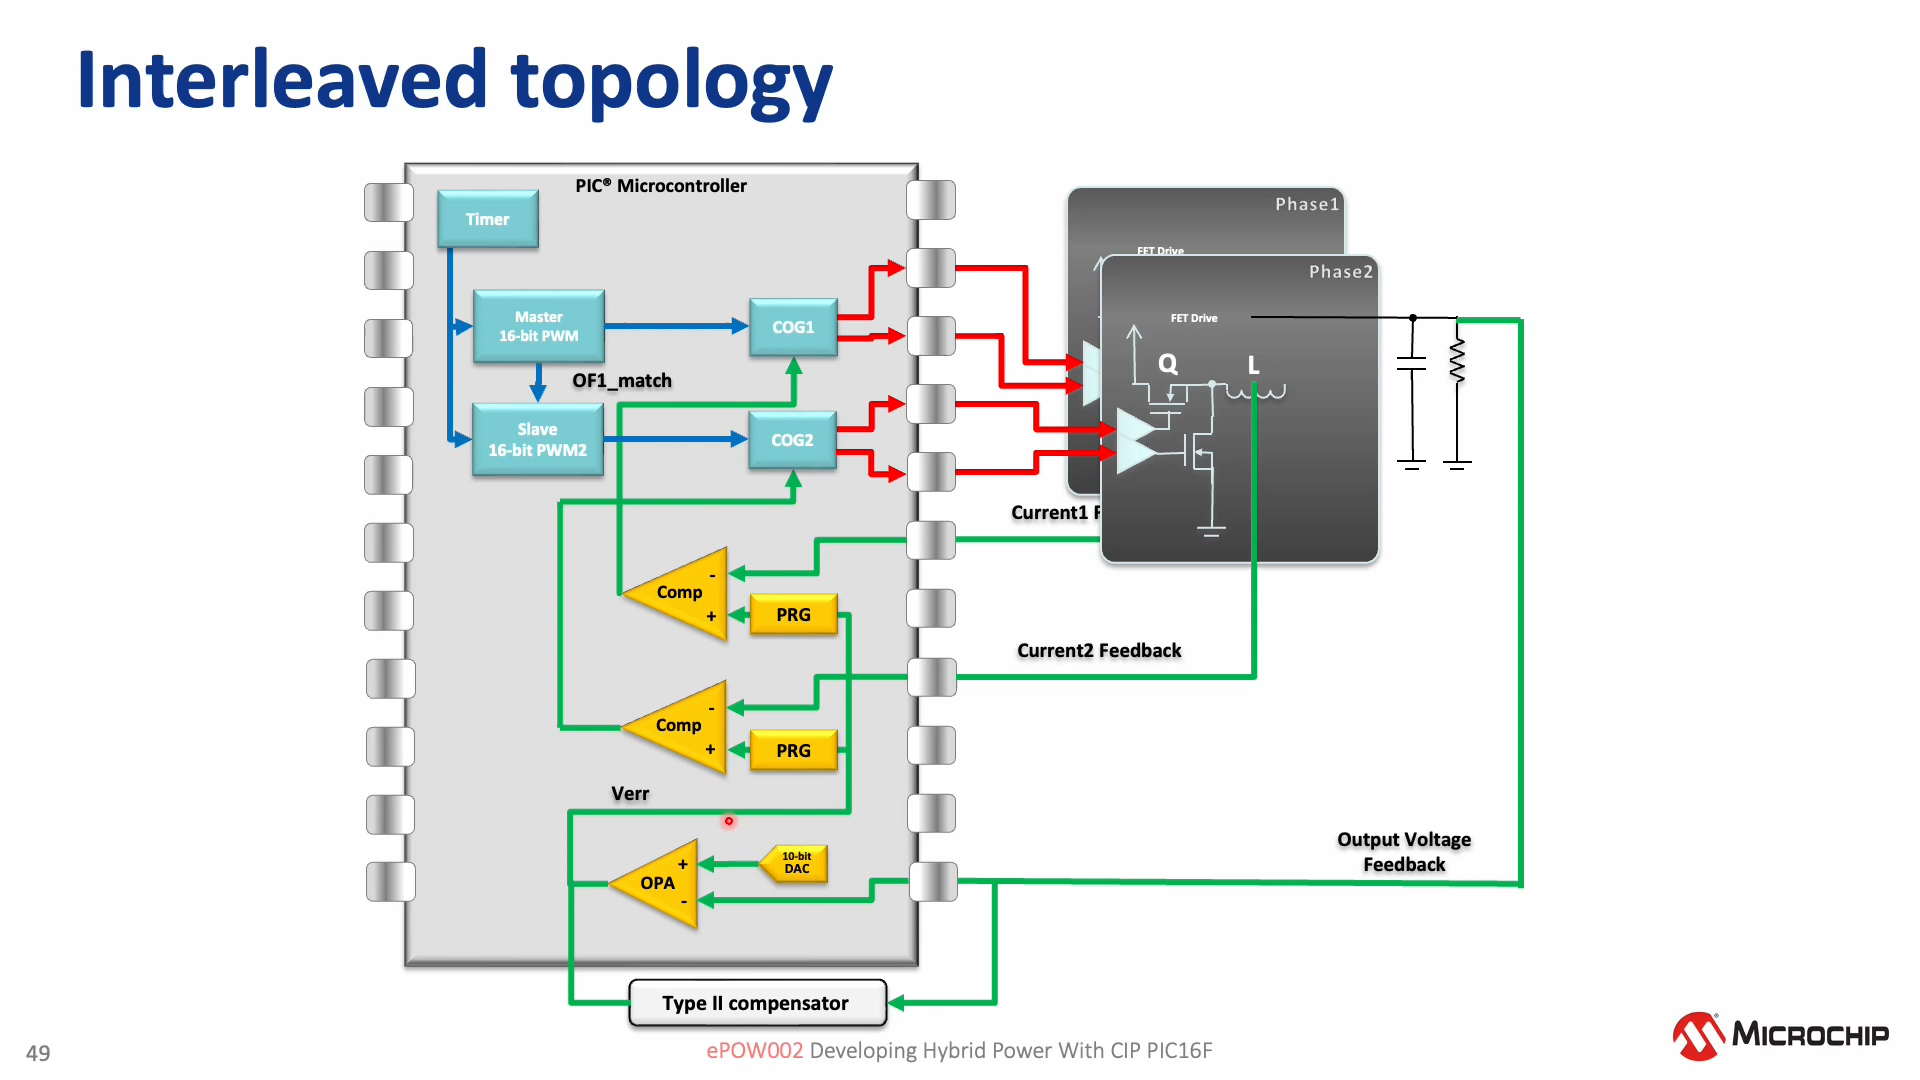 Interleaved topology
PIC® Microcontroller
Timer
Master
16-bit PWM
OF1_match
Slave
16-bit PWM2
COG1
COG2
Phase1
FET Drive
Phase2
FET Drive
Q
L
Current1 F
-
Comp
+
PRG
Current2 Feedback
-
Comp
+
PRG
Verr
+
OPA
-
10-bit
DAC
Output Voltage
Feedback
Type II compensator
49
ePOW002 Developing Hybrid Power With CIP PIC16F
MICROCHIP